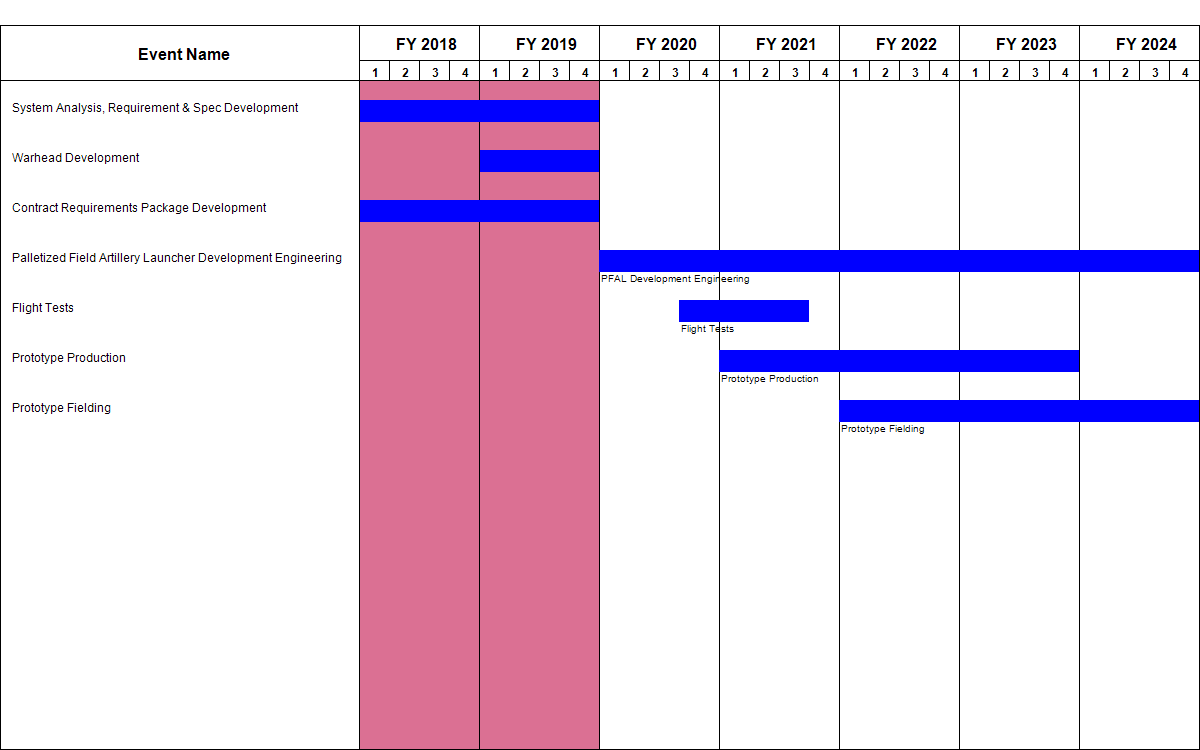 Event Name
FY 2018 FY 2019 FY 2020 FY 2021 FY 2022 FY 2023 FY 2024
1 2 3 4 1 2 3 4 1 2 3 4 1 2 3 4 1 2 3 4 1 2 3 4 1 2 3 4
System Analysis, Requirement & Spec Development
Warhead Development
Contract Requirements Package Development
Palletized Field Artillery Launcher Development Engineering
PFAL Development Engineering
Flight Tests
Flight Tests
Prototype Production
Prototype Production
Prototype Fielding
Prototype Fielding